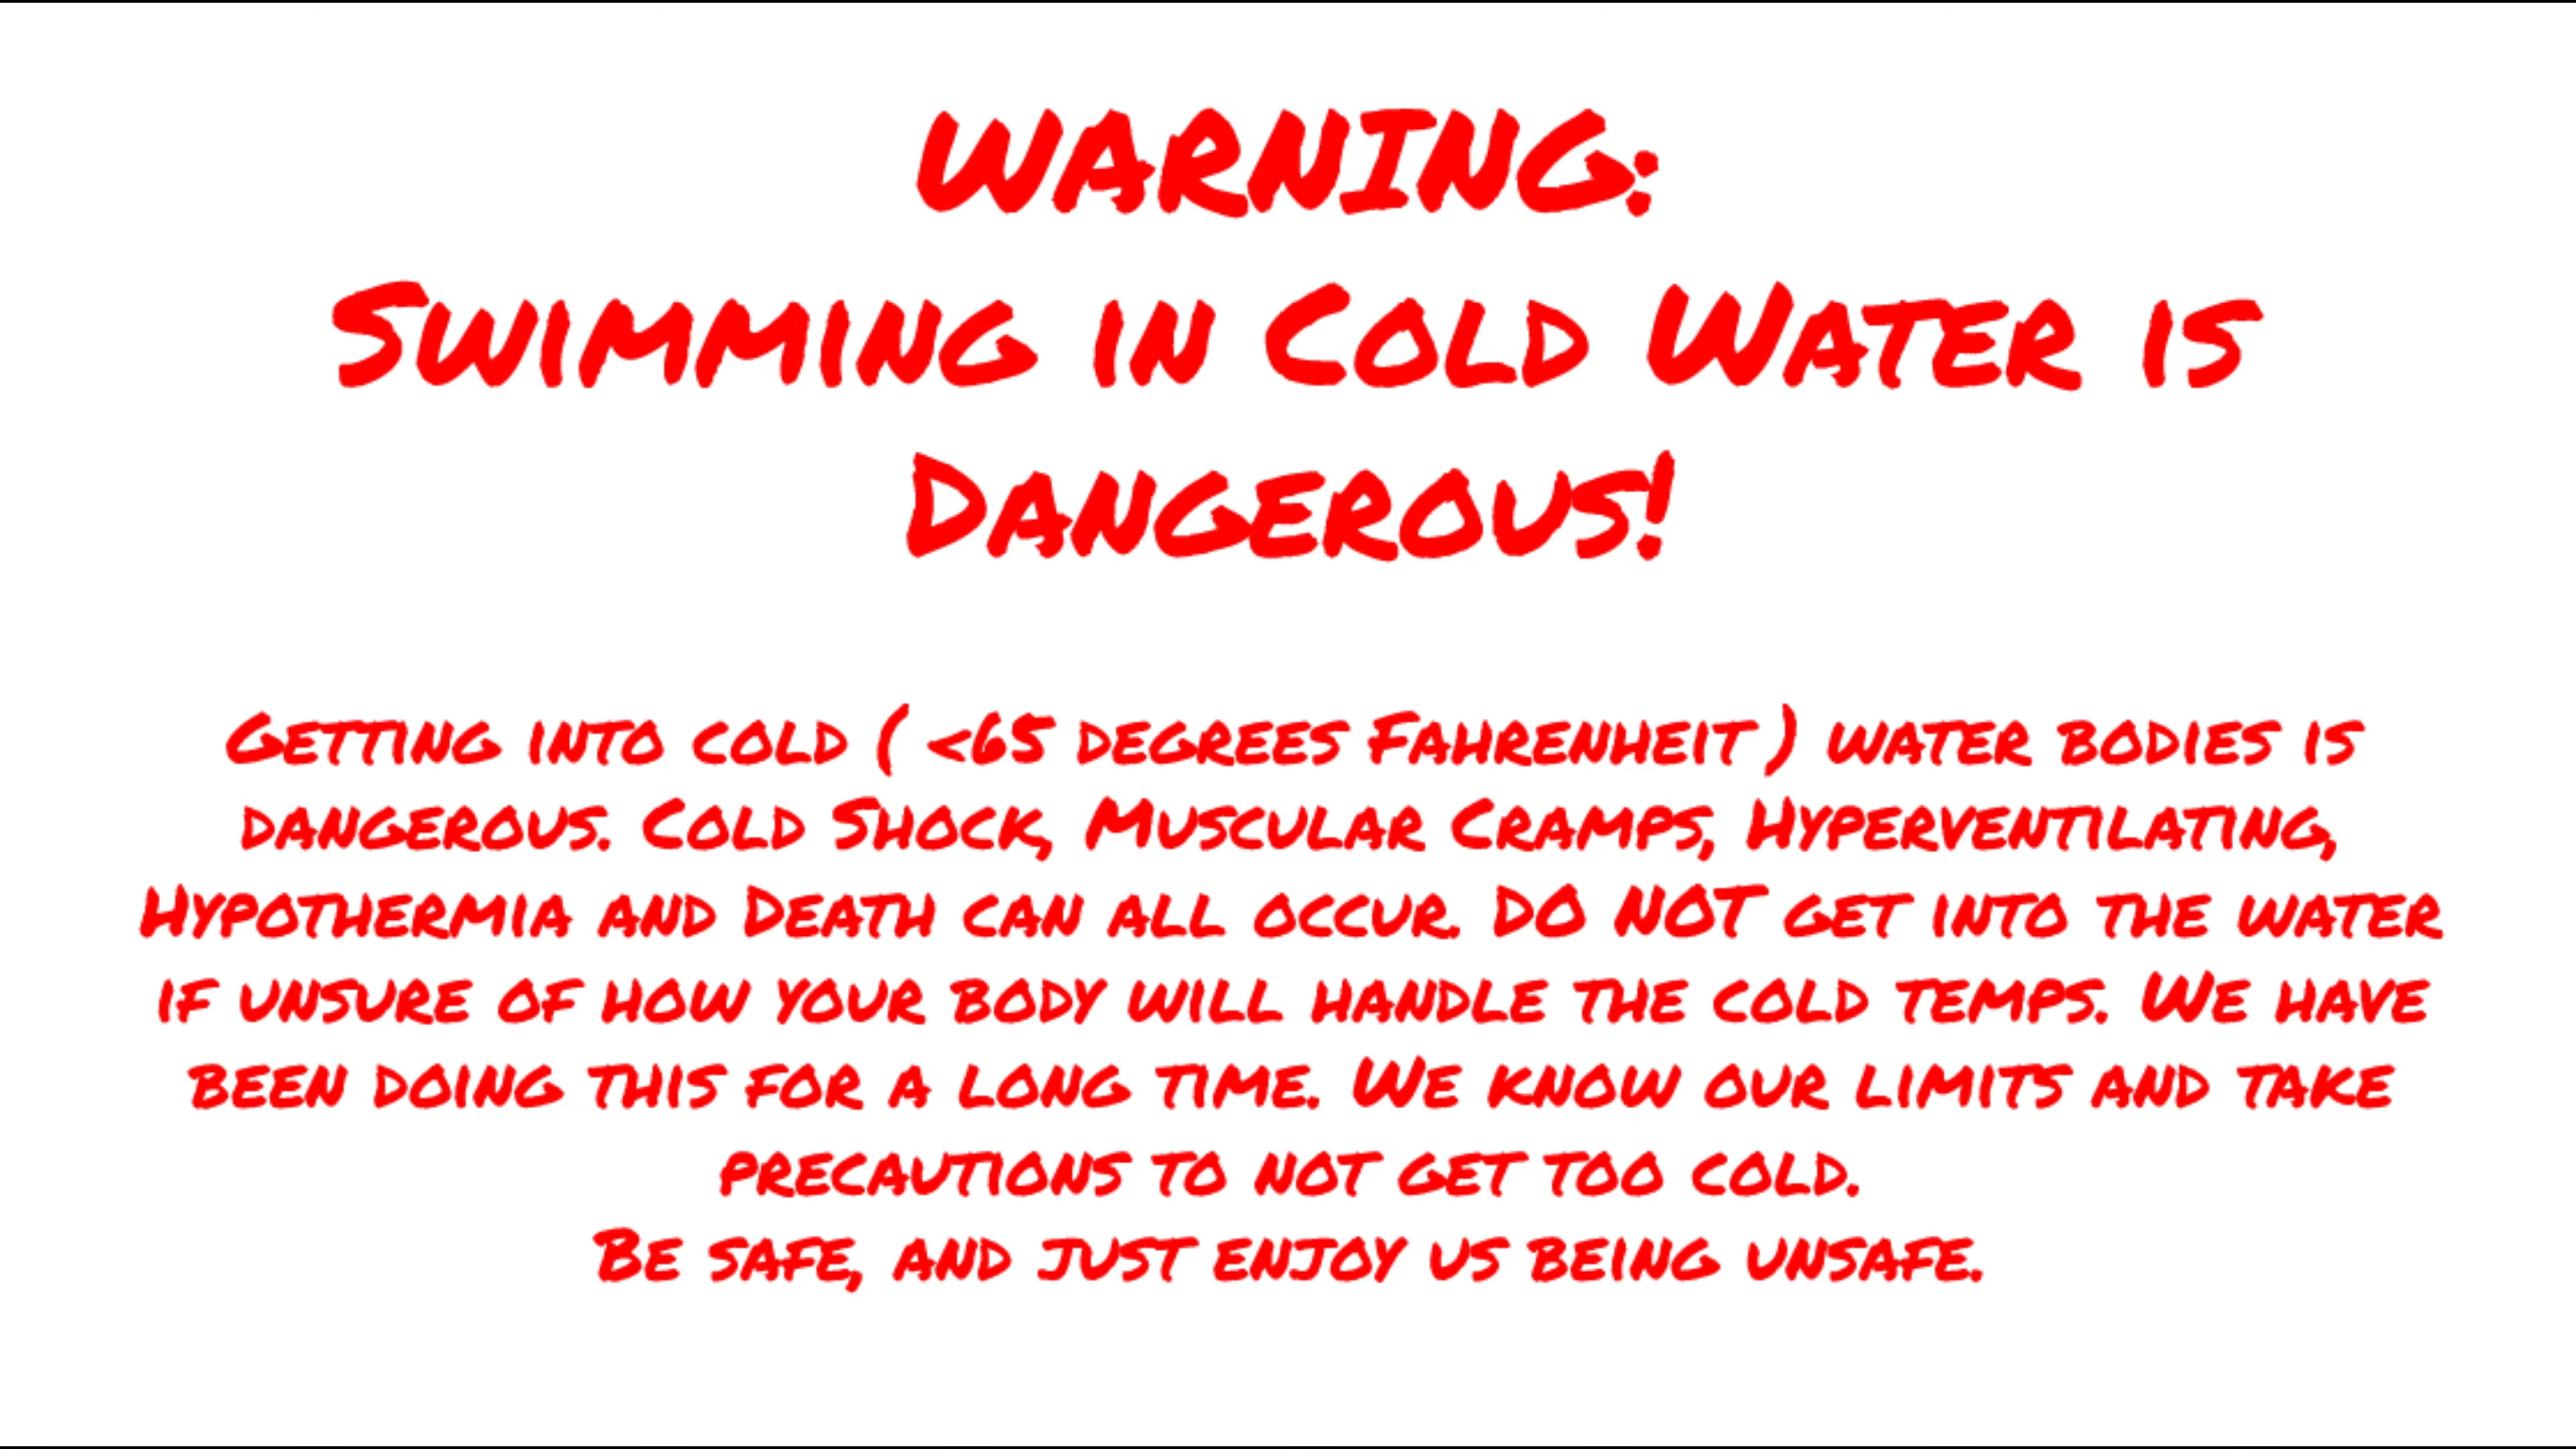 WARNING:
Swimming in Cold Water is
Dangerous!
Getting into cold ( <65 degrees Fahrenheit ) water bodies is
dangerous. Cold Shock, Muscular Cramps, Hyperventilating,
Hypothermia and Death can all occur. DO NOT get into the water
if unsure of how your body will handle the cold temps. We have
been doing this for a long time. We know our limits and take
precautions to not get too cold.
Be safe, and just enjoy us being unsafe.